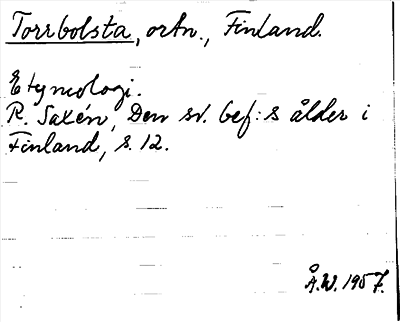 Torrbolsta, ortn., Finland.
Etymologi.
R. Saxén, Den sv. bef:s ålder i
Finland, s. 12.
Å.W. 1957.